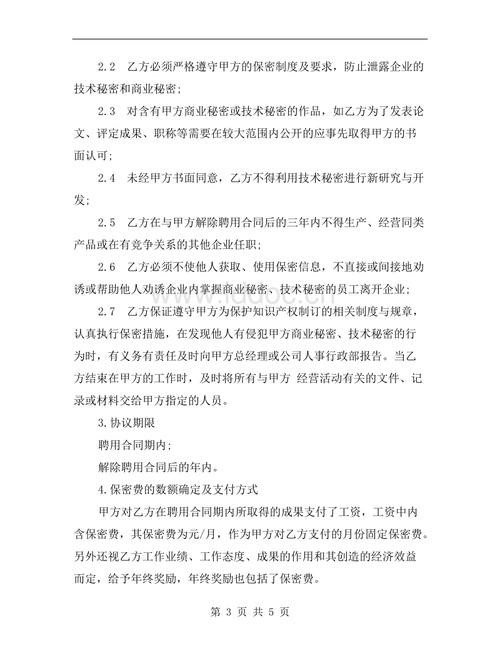 2.2 乙方必须严格遵守甲方的保密制度及要求，防止泄露企业的
技术秘密和商业秘密;
2.3 对含有甲方商业秘密或技术秘密的作品，如乙方为了发表论
文、评定成果、职称等需要在较大范围内公开的应事先取得甲方的书
面认可;
2.4 未经甲方书面同意，乙方不得利用技术秘密进行新研究与开
发;
2.5 乙方在与甲方解除聘用合同后的三年内不得生产、经营同类
产品或在有竞争关系的其他企业任职;
2.6 乙方必须不使他人获取、使用保密信息，不直接或间接地劝
诱或帮助他人劝诱企业内掌握商业秘密、技术秘密的员工离开企业;
2.7 乙方保证遵守甲方为保护知识产权制订的相关制度与规章，
认真执行保密措施，在发现他人有侵犯甲方商业秘密、技术秘密的行
为时，有义务有责任及时向甲方总经理或公司人事行政部报告。当乙
方结束在甲方的工作时，及时将所有与甲方 经营活动有关的文件、记
录或材料交给甲方指定的人员。
3.协议期限
聘用合同期内;
解除聘用合同后的年内。
4.保密费的数额确定及支付方式
甲方对乙方在聘用合同期内所取得的成果支付了工资，工资中内
含保密费，其保密费为元/月，作为甲方对乙方支付的月份固定保密费。
另外还视乙方工作业绩、工作态度、成果的作用和其创造的经济效益
而定，给予年终奖励，年终奖励也包括了保密费。
第 3 页 共 5 页